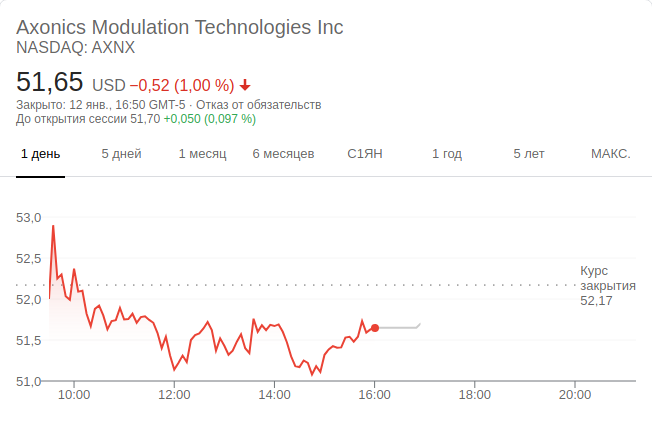 Axonics Modulation Technologies Inc
NASDAQ: AXNX
51,65 USD −0,52 (1,00 %)
Закрыто: 12 янв., 16:50 GMT-5 · Отказ от обязательств
До открытия сессии 51,70 +0,050 (0,097 %)
1 день 5 дней 1 месяц 6 месяцев С1ЯН 1 год 5 лет МАКС.
53,0
52,5
Курс
закрытия
52,17
52,0
51,5
51,0
10:00 12:00 14:00 16:00 18:00 20:00